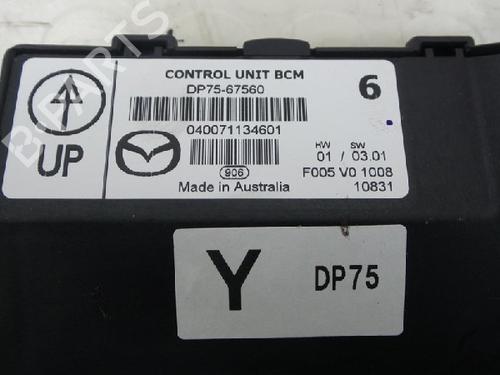 CONTROL UNIT BCM
DP75-67560
6
040071134601
UP
HW SW
01 / 03.01
906
F005 V0 1008
Made in Australia
10831
Y
DP75
B-PARTS